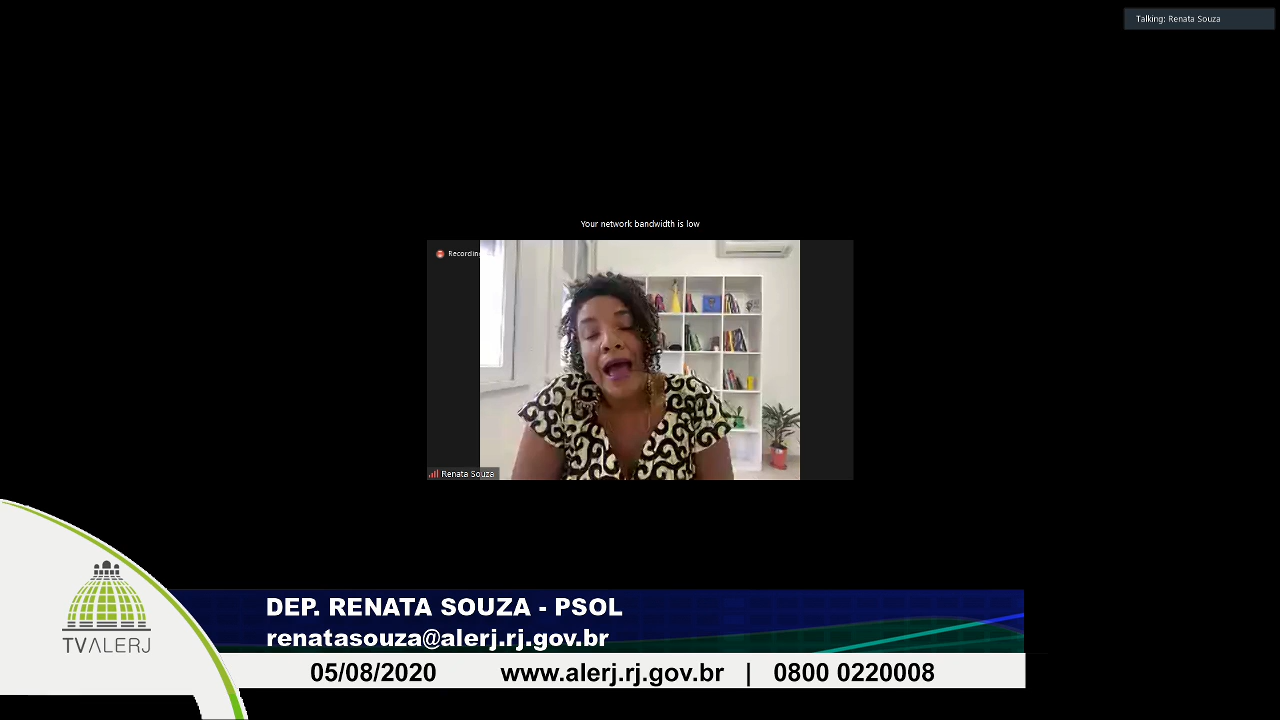 Talking: Renata Souza
Your network bandwidth is low
Recording
Renata Souza
DEP. RENATA SOUZA - PSOL
renatasouza@alerj.rj.gov.br
TVALERJ
05/08/2020 www.alerj.rj.gov.br | 0800 0220008